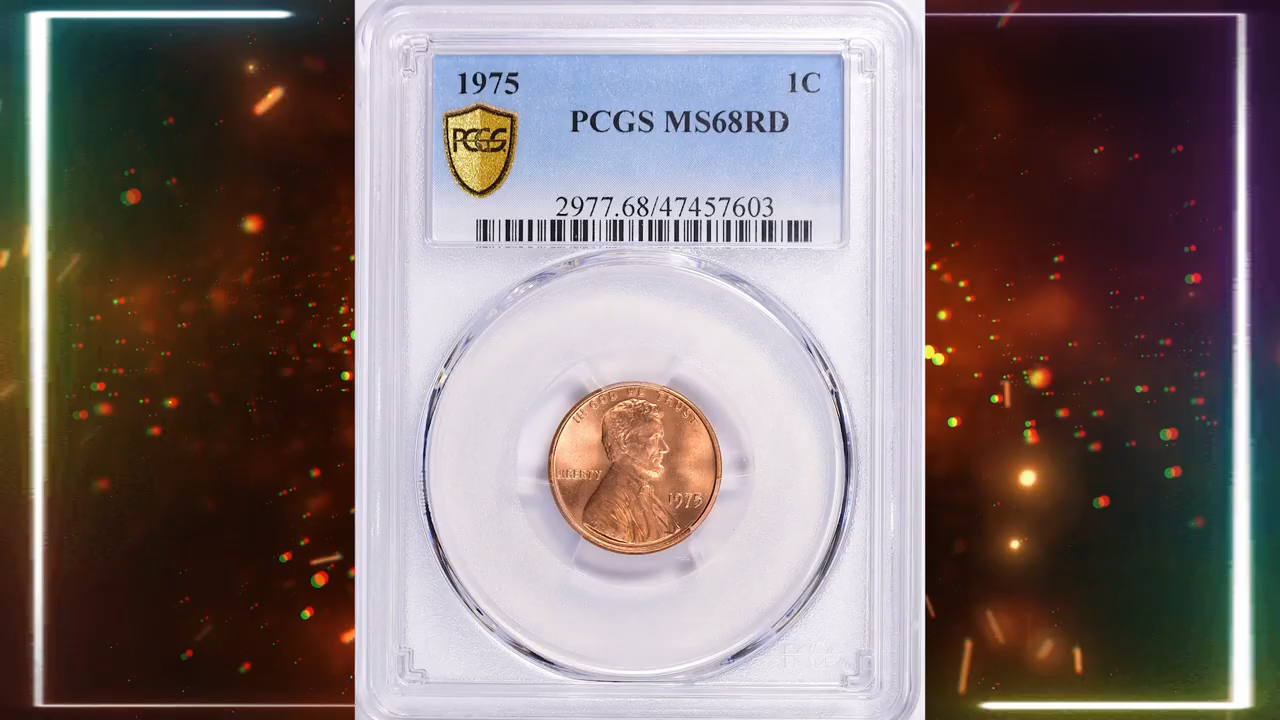 1975 1C
PCGS MS68RD
PCGS
2977.68/47457603
IN GOD WE TRUST
LIBERTY
1975